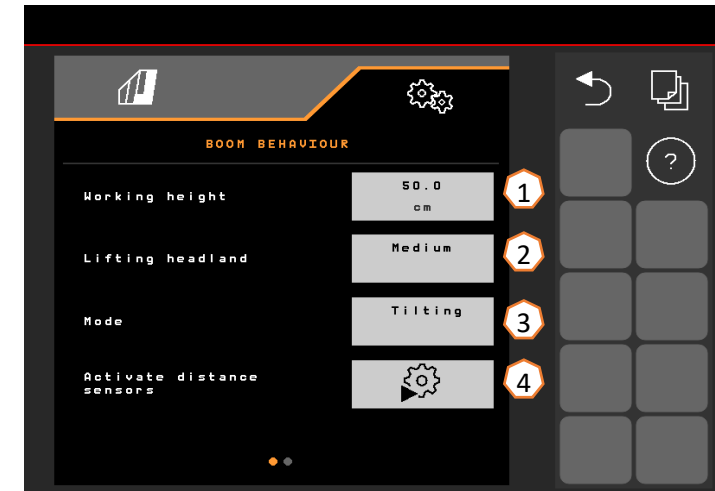 BOOM BEHAVIOUR
Working height
50.0
cm
1
Lifting headland
Medium
2
Mode
Tilting
3
Activate distance
sensors
4
?